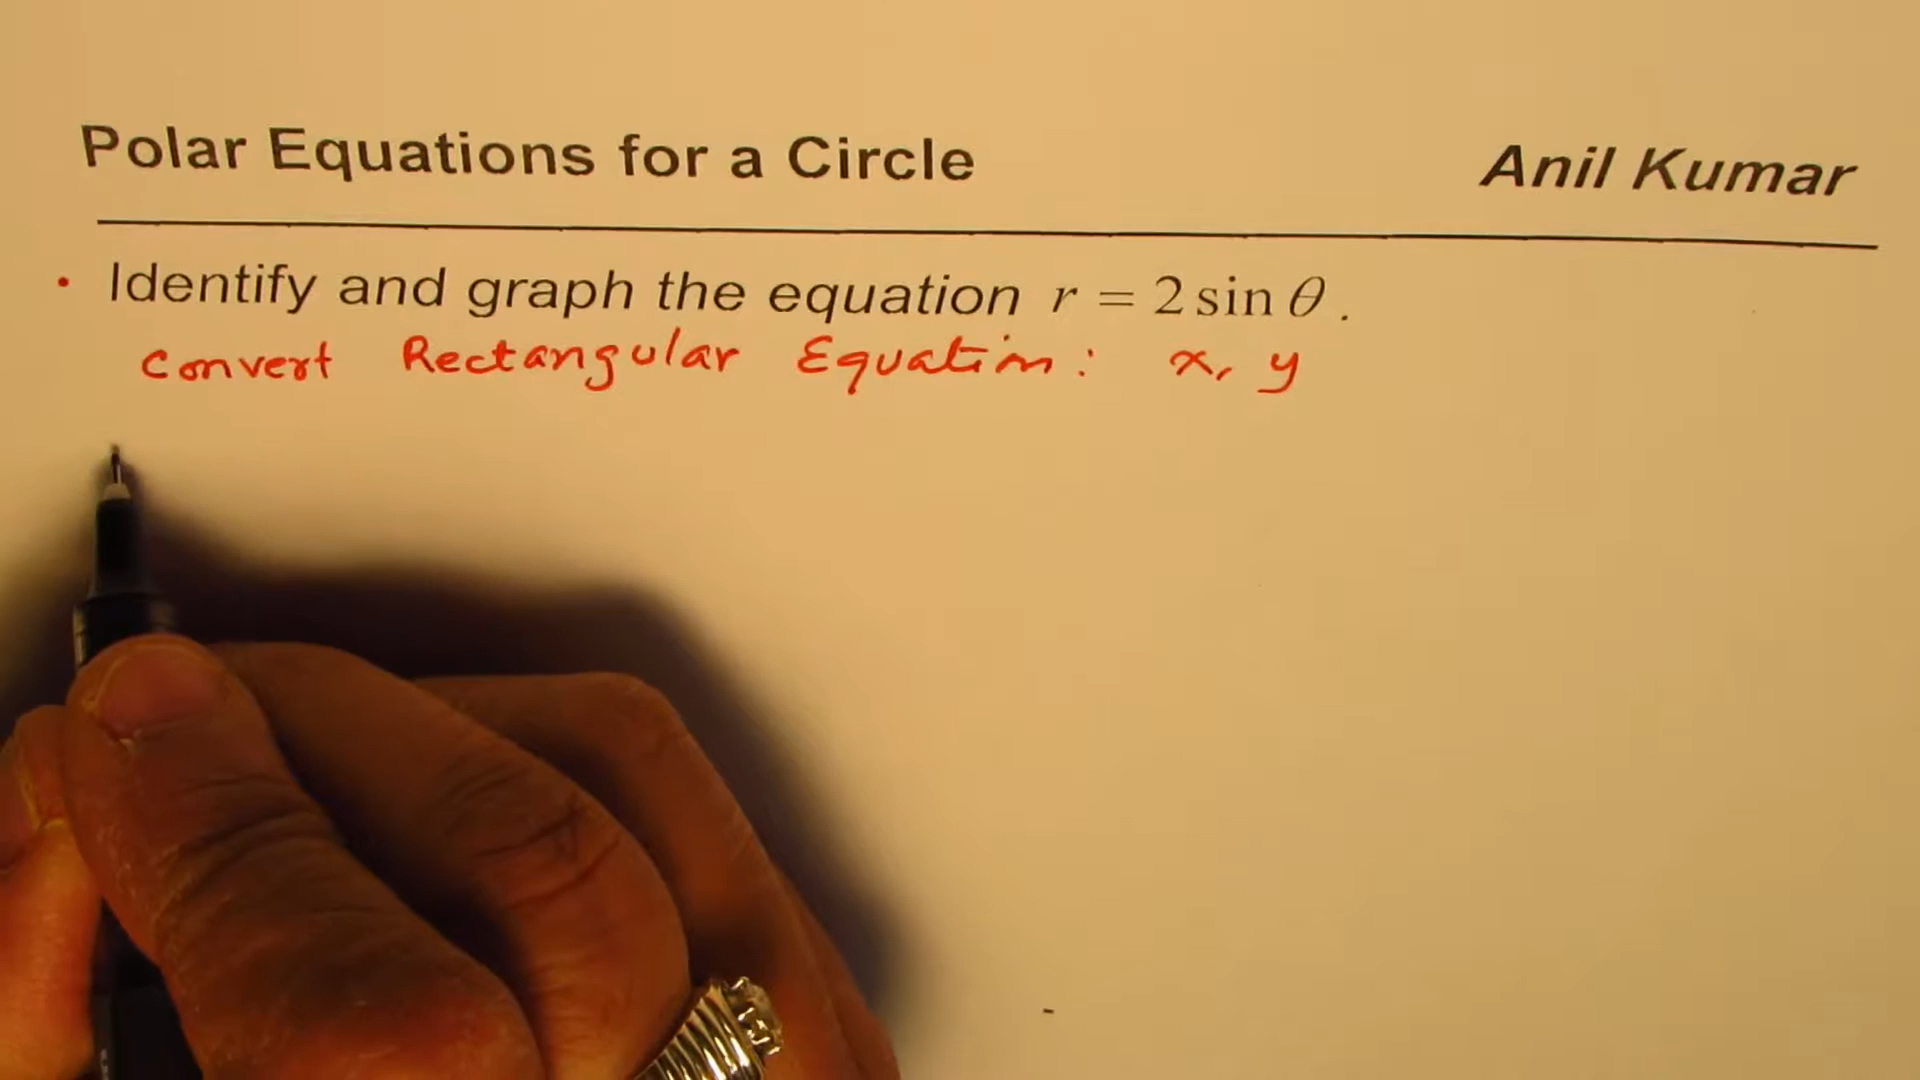 Polar Equations for a Circle Anil Kumar
• Identify and graph the equation r = 2 sin θ .
Convert Rectangular Equation: x, y